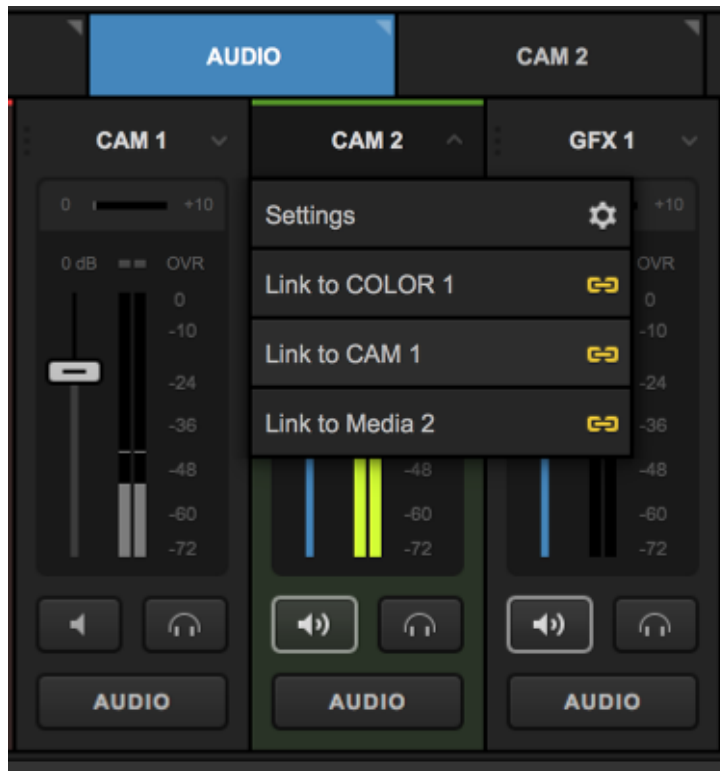 AUDIO
CAM 2
CAM 1
CAM 2
GFX 1
0 +10
0 dB OVR
0
-10
-24
-36
-48
-60
-72
AUDIO
Settings
Link to COLOR 1
Link to CAM 1
Link to Media 2
-48
-60
-72
AUDIO
+10
OVR
0
-10
-24
-36
-48
-60
-72
AUDIO